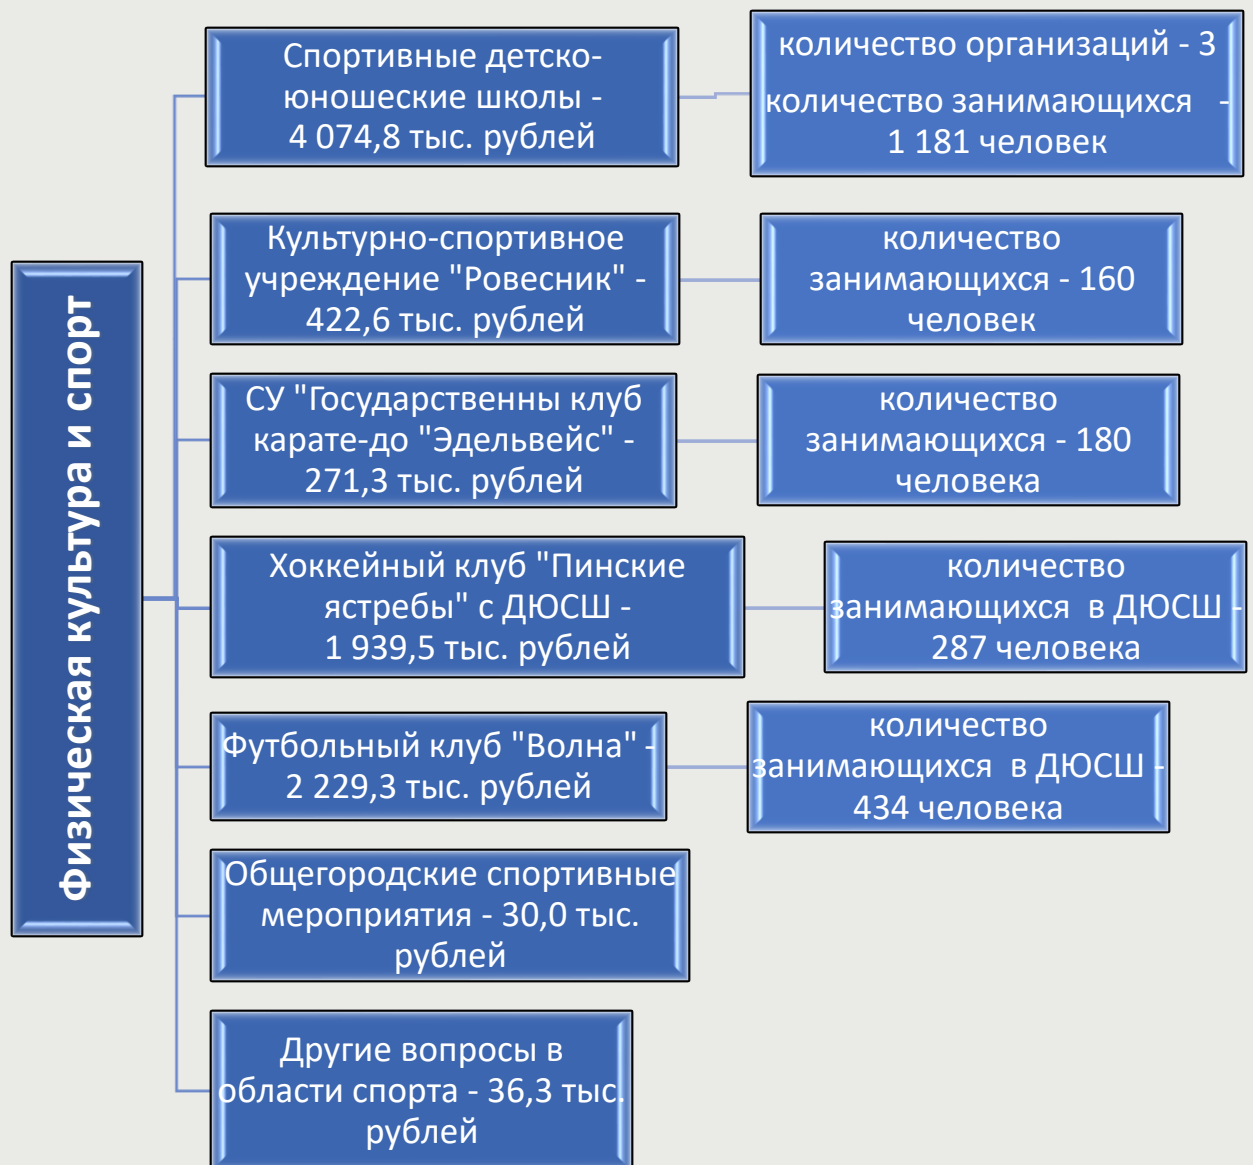 Физическая культура и спорт
Спортивные детско-
юношеские школы -
4 074,8 тыс. рублей
количество организаций - 3
количество занимающихся -
1 181 человек
Культурно-спортивное
учреждение "Ровесник" -
422,6 тыс. рублей
количество
занимающихся - 160
человек
СУ "Государственны клуб
карате-до "Эдельвейс" -
271,3 тыс. рублей
количество
занимающихся - 180
человека
Хоккейный клуб "Пинские
ястребы" с ДЮСШ -
1 939,5 тыс. рублей
количество
занимающихся в ДЮСШ -
287 человека
Футбольный клуб "Волна" -
2 229,3 тыс. рублей
количество
занимающихся в ДЮСШ -
434 человека
Общегородские спортивные
мероприятия - 30,0 тыс.
рублей
Другие вопросы в
области спорта - 36,3 тыс.
рублей